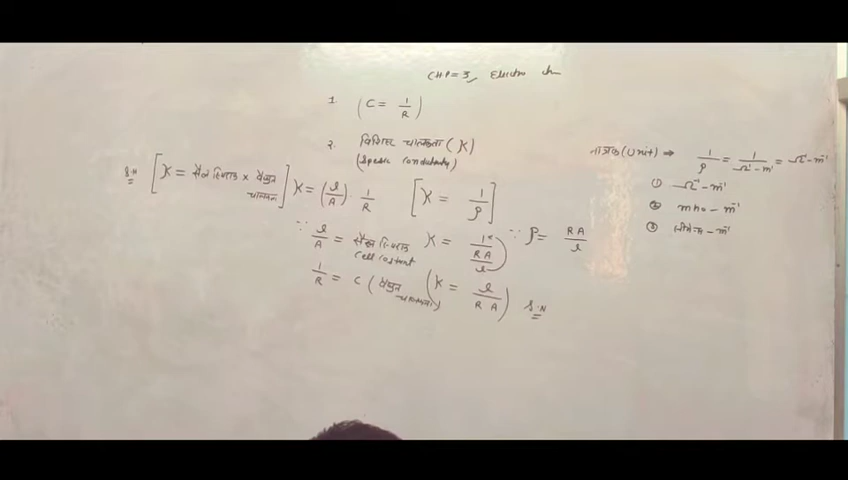 CHP=3, Electro
1. (C = 1/R)
2. विशिष्ट चालकता (K)
(Spesic conductivity)
मात्रक (Unit) ⇒ 1/ρ = 1/Ω-m = Ω⁻¹-m⁻¹
① Ω⁻¹-m⁻¹
② mho-m⁻¹
③ सीमेन्स-m⁻¹
S.N [K = सैल स्थिरांक × वैद्युत चालकता] K = (l/A) · 1/R [K = 1/ρ]
∵ l/A = सैल स्थिरांक K = 1/(RA/l) ∵ ρ = RA/l
Cell constant
1/R = C (वैद्युत चालकता) (K = l/RA) S.N